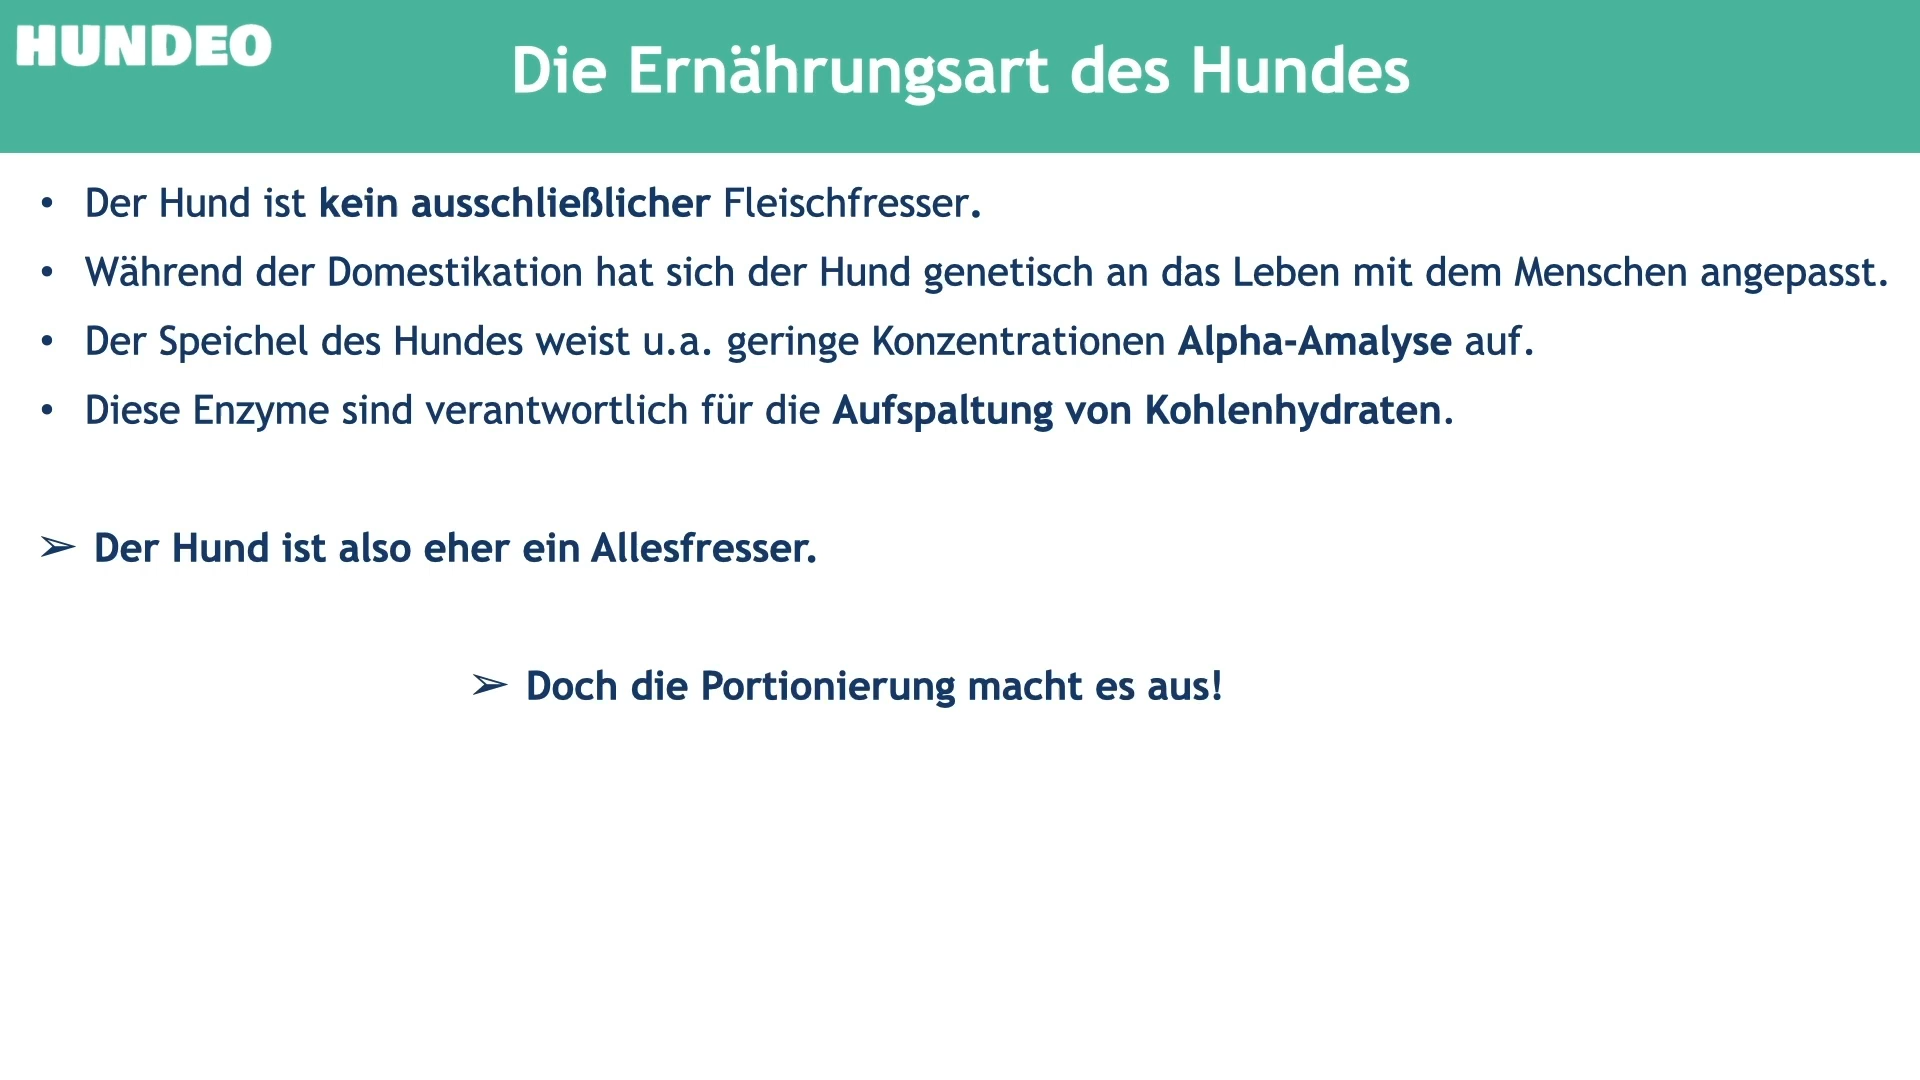 HUNDEO
Die Ernährungsart des Hundes
• Der Hund ist kein ausschließlicher Fleischfresser.
• Während der Domestikation hat sich der Hund genetisch an das Leben mit dem Menschen angepasst.
• Der Speichel des Hundes weist u.a. geringe Konzentrationen Alpha-Amalyse auf.
• Diese Enzyme sind verantwortlich für die Aufspaltung von Kohlenhydraten.
➢ Der Hund ist also eher ein Allesfresser.
➢ Doch die Portionierung macht es aus!